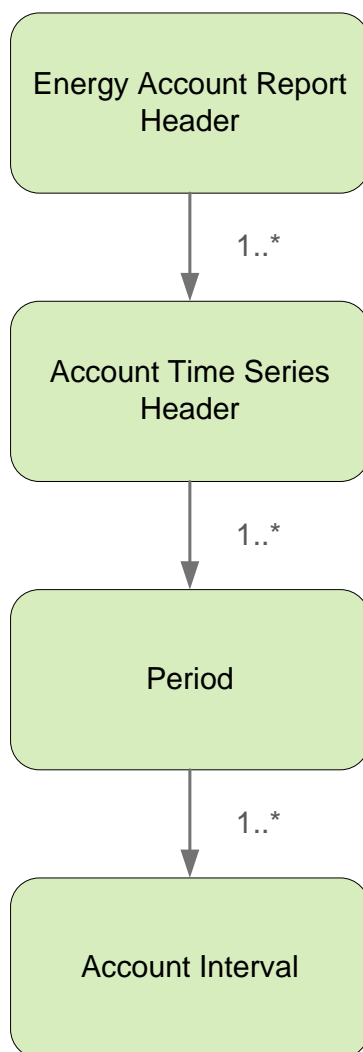 Energy Account Report
Header
1..*
Account Time Series
Header
1..*
Period
1..*
Account Interval